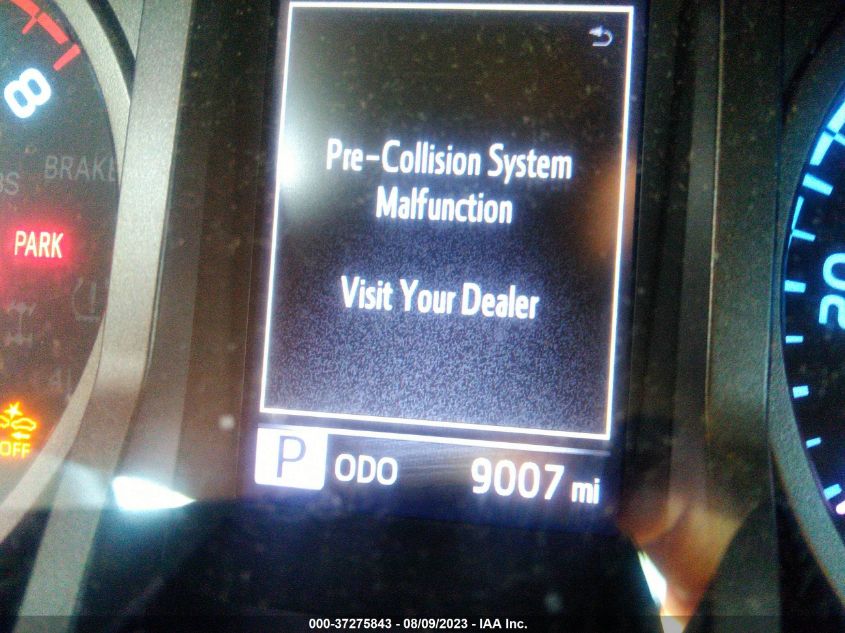 8
BRAKE
PARK
OFF
Pre-Collision System
Malfunction
Visit Your Dealer
P ODO 9007 mi
20
000-37275843 - 08/09/2023 - IAA Inc.